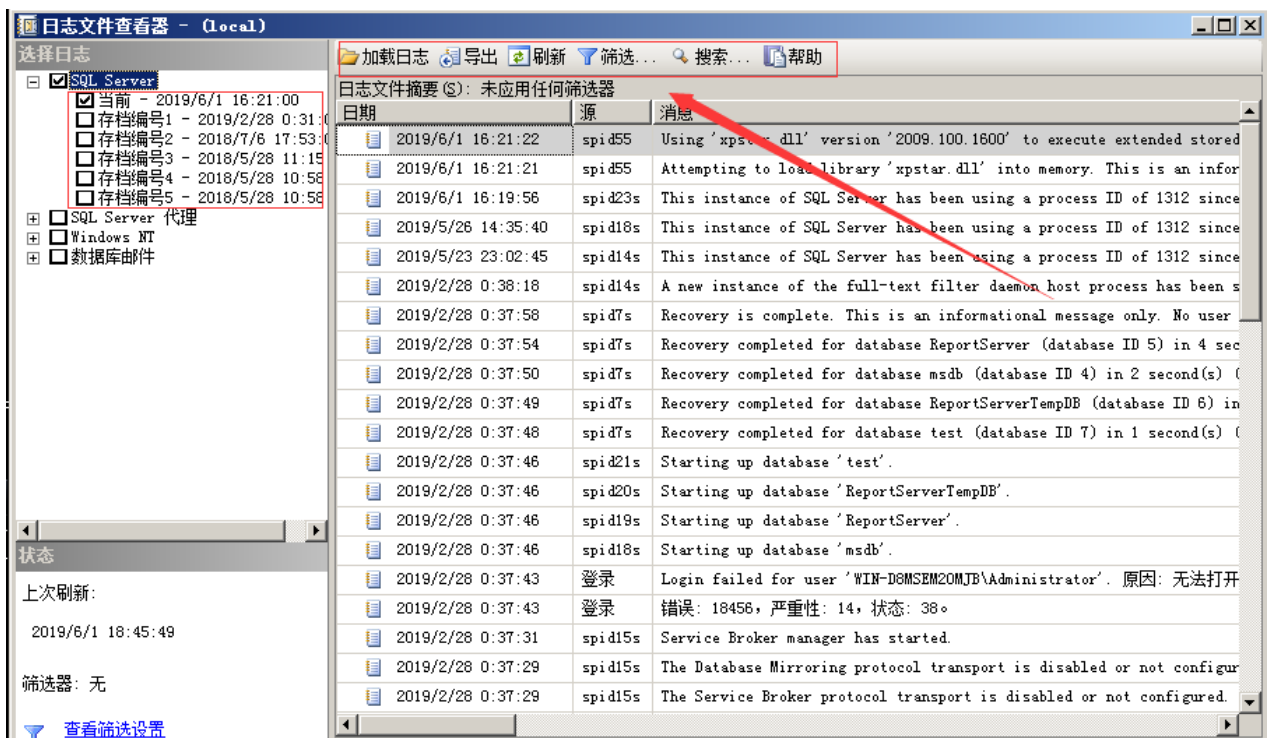 日志文件查看器 - (local)
选择日志
SQL Server
当前 - 2019/6/1 16:21:00
存档编号1 - 2019/2/28 0:31:
存档编号2 - 2018/7/6 17:53:
存档编号3 - 2018/5/28 11:15
存档编号4 - 2018/5/28 10:58
存档编号5 - 2018/5/28 10:58
SQL Server 代理
Windows NT
数据库邮件
状态
上次刷新:
2019/6/1 18:45:49
筛选器: 无
查看筛选设置
加载日志 导出 刷新 筛选... 搜索... 帮助
日志文件摘要(S): 未应用任何筛选器
日期 源 消息
2019/6/1 16:21:22 spid55 Using 'xpstar.dll' version '2009.100.1600' to execute extended stored
2019/6/1 16:21:21 spid55 Attempting to load library 'xpstar.dll' into memory. This is an infor
2019/6/1 16:19:56 spid23s This instance of SQL Server has been using a process ID of 1312 since
2019/5/26 14:35:40 spid18s This instance of SQL Server has been using a process ID of 1312 since
2019/5/23 23:02:45 spid14s This instance of SQL Server has been using a process ID of 1312 since
2019/2/28 0:38:18 spid14s A new instance of the full-text filter daemon host process has been s
2019/2/28 0:37:58 spid7s Recovery is complete. This is an informational message only. No user
2019/2/28 0:37:54 spid7s Recovery completed for database ReportServer (database ID 5) in 4 sec
2019/2/28 0:37:50 spid7s Recovery completed for database msdb (database ID 4) in 2 second(s) (
2019/2/28 0:37:49 spid7s Recovery completed for database ReportServerTempDB (database ID 6) in
2019/2/28 0:37:48 spid7s Recovery completed for database test (database ID 7) in 1 second(s) (
2019/2/28 0:37:46 spid21s Starting up database 'test'.
2019/2/28 0:37:46 spid20s Starting up database 'ReportServerTempDB'.
2019/2/28 0:37:46 spid19s Starting up database 'ReportServer'.
2019/2/28 0:37:46 spid18s Starting up database 'msdb'.
2019/2/28 0:37:43 登录 Login failed for user 'WIN-D8MSEM2OMJB\Administrator'. 原因: 无法打开
2019/2/28 0:37:43 登录 错误: 18456，严重性: 14，状态: 38。
2019/2/28 0:37:31 spid15s Service Broker manager has started.
2019/2/28 0:37:29 spid15s The Database Mirroring protocol transport is disabled or not configur
2019/2/28 0:37:29 spid15s The Service Broker protocol transport is disabled or not configured.